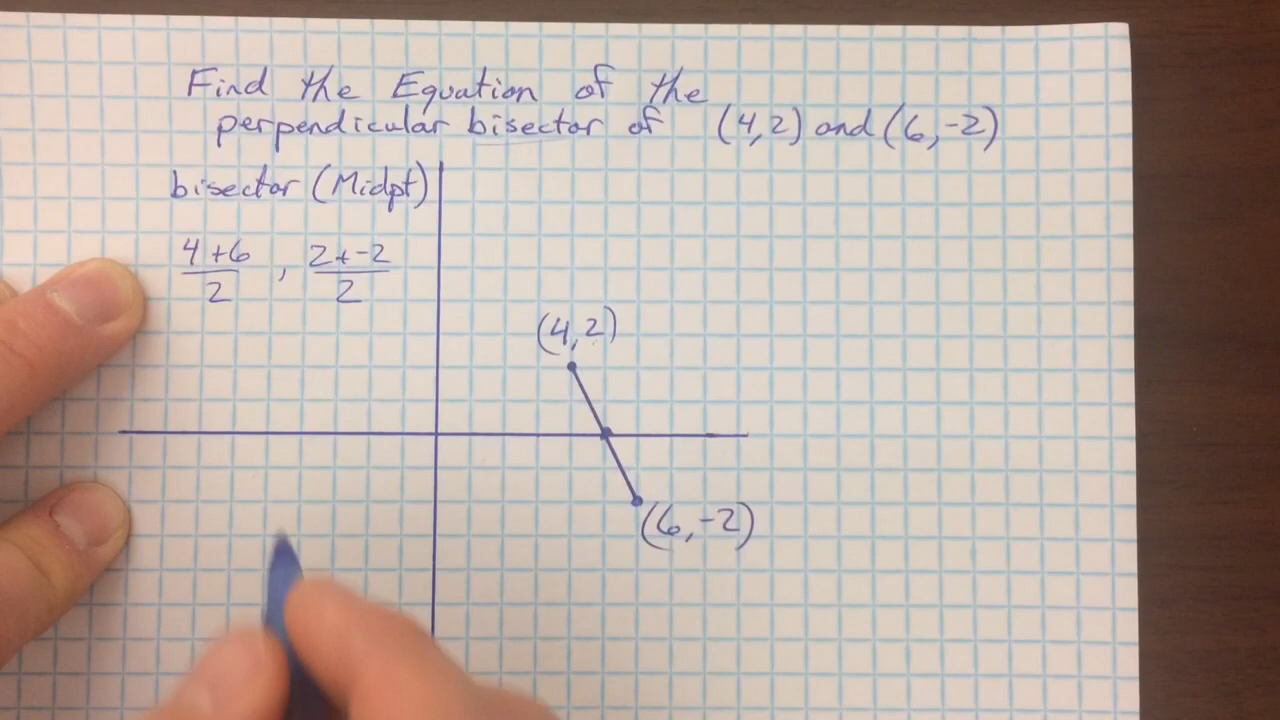 Find the Equation of the
perpendicular bisector of (4,2) and (6,-2)
bisector (Midpt)
4+6 , 2+-2
2 2
(4,2)
(6,-2)